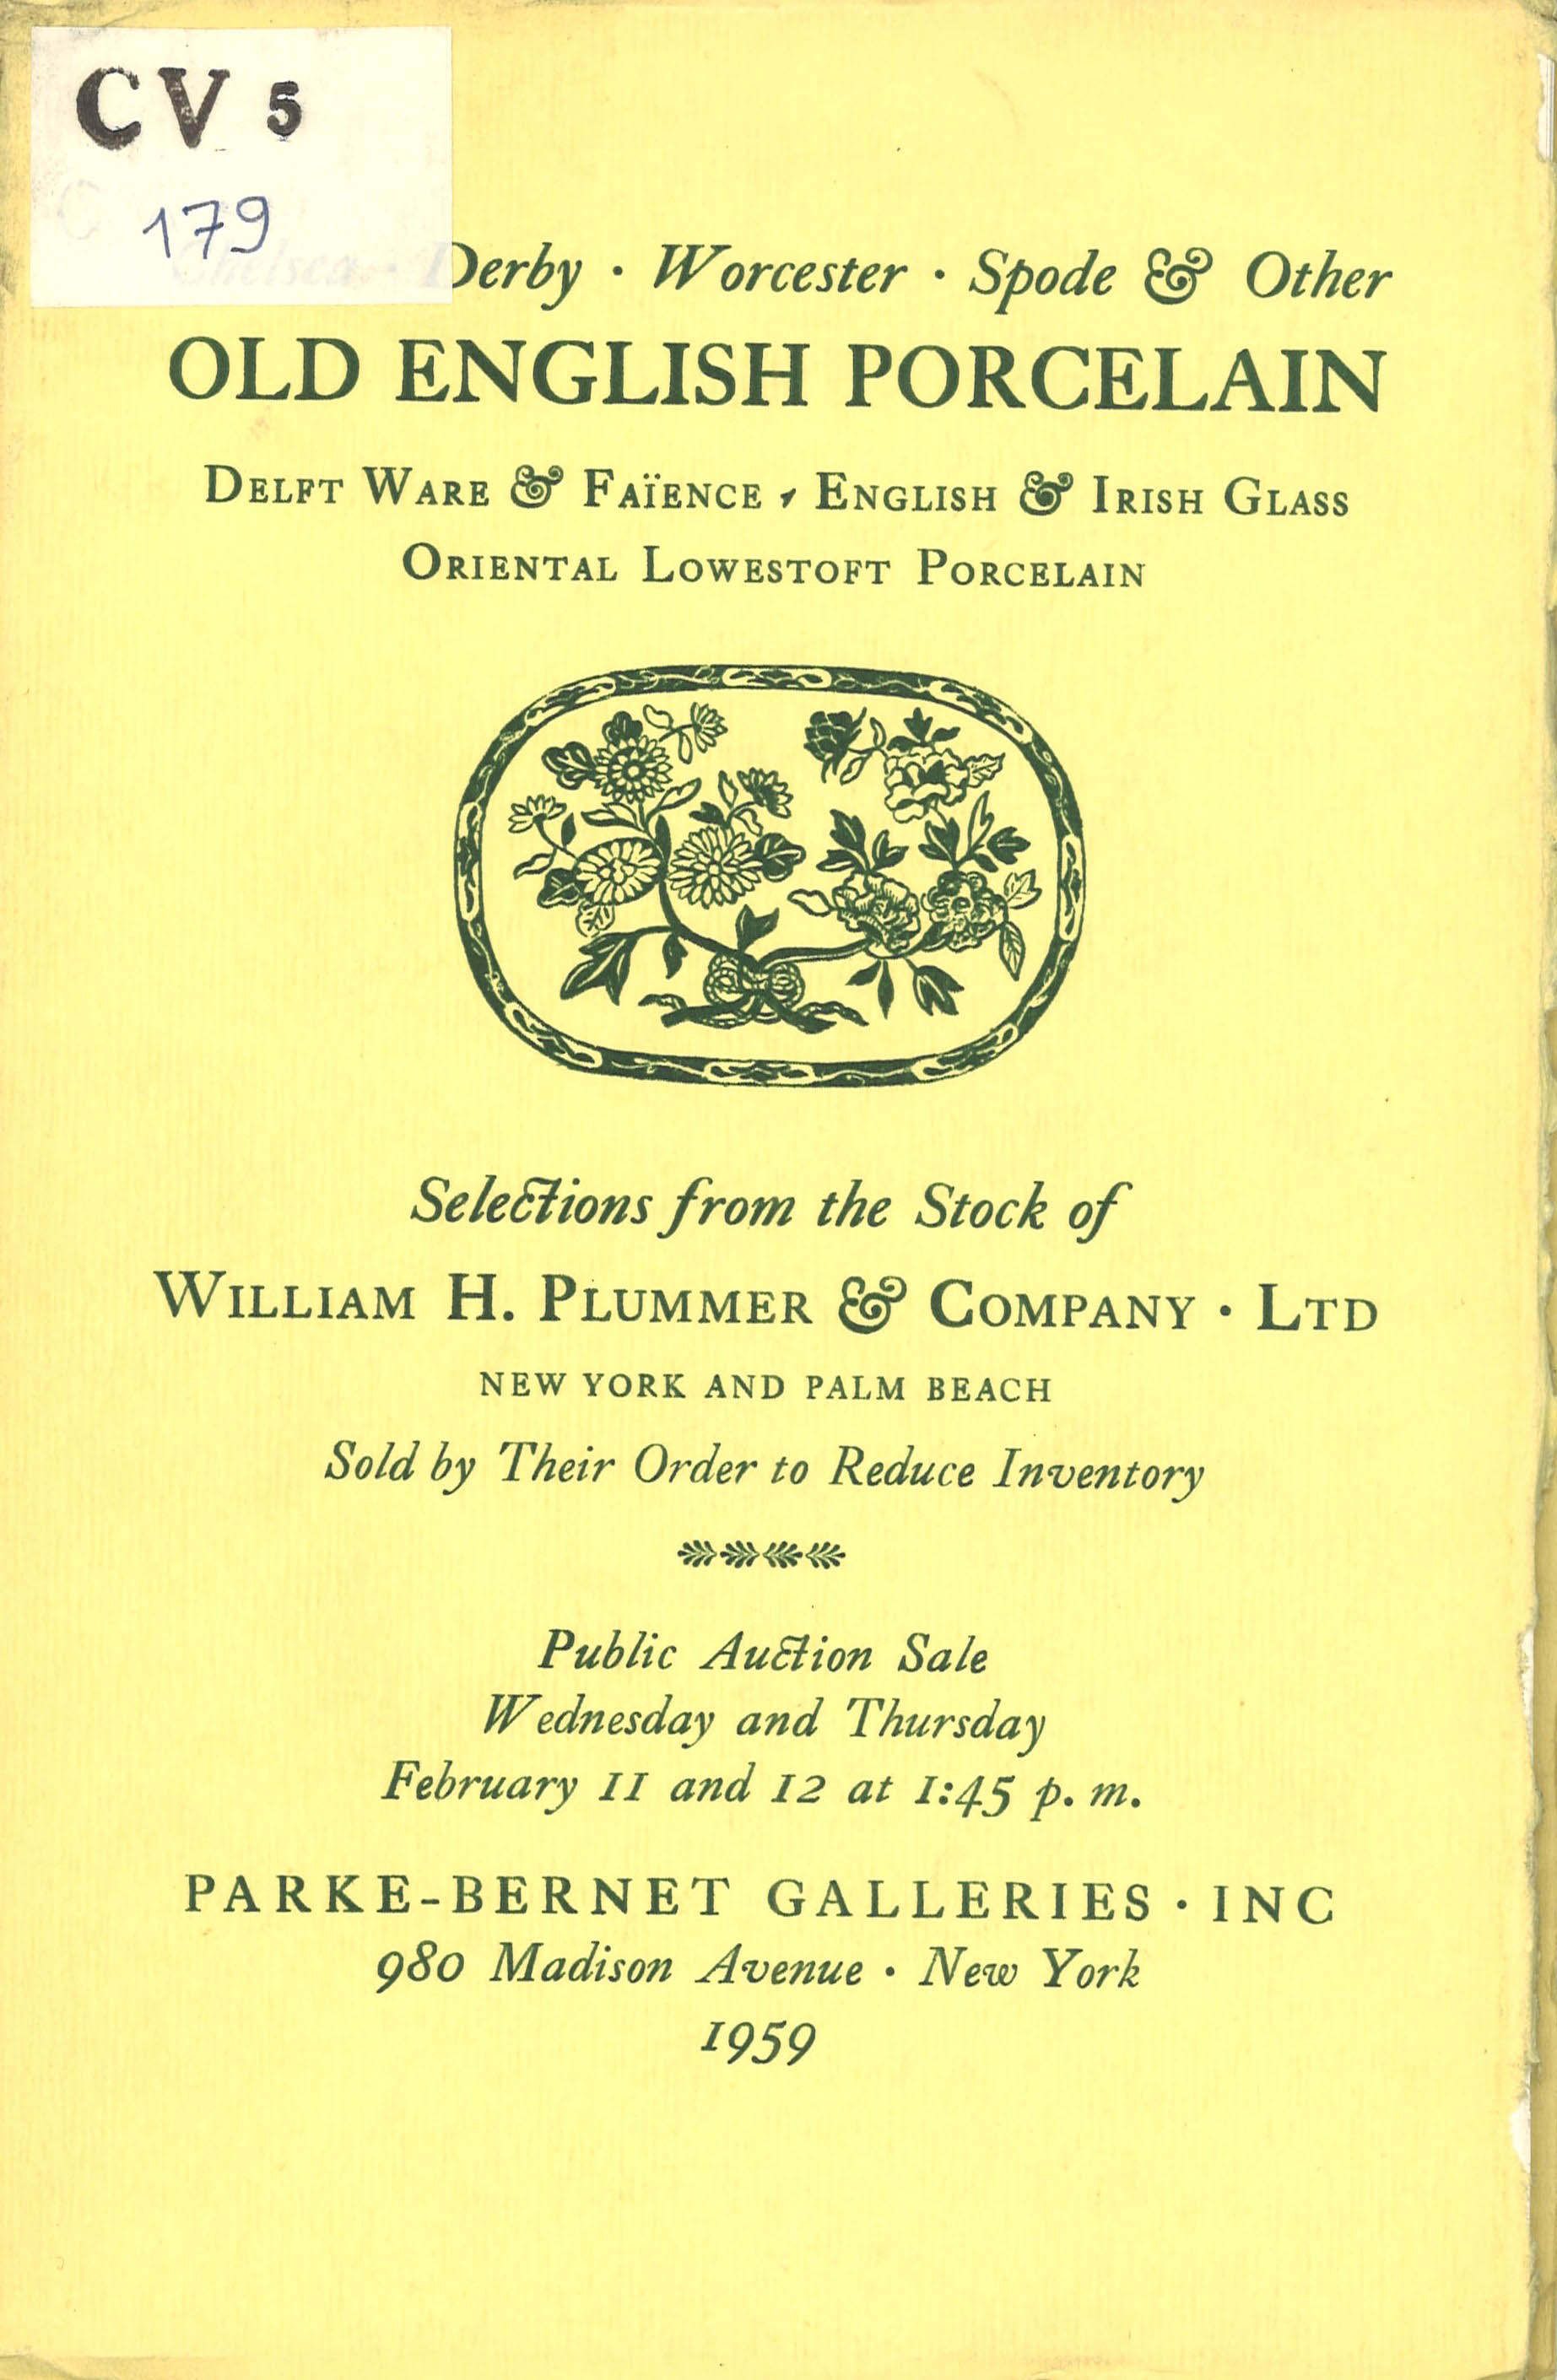 CV 5
179
Chelsea · Derby · Worcester · Spode & Other
OLD ENGLISH PORCELAIN
DELFT WARE & FAÏENCE · ENGLISH & IRISH GLASS
ORIENTAL LOWESTOFT PORCELAIN
Selections from the Stock of
WILLIAM H. PLUMMER & COMPANY · LTD
NEW YORK AND PALM BEACH
Sold by Their Order to Reduce Inventory
Public Auction Sale
Wednesday and Thursday
February 11 and 12 at 1:45 p. m.
PARKE-BERNET GALLERIES · INC
980 Madison Avenue · New York
1959